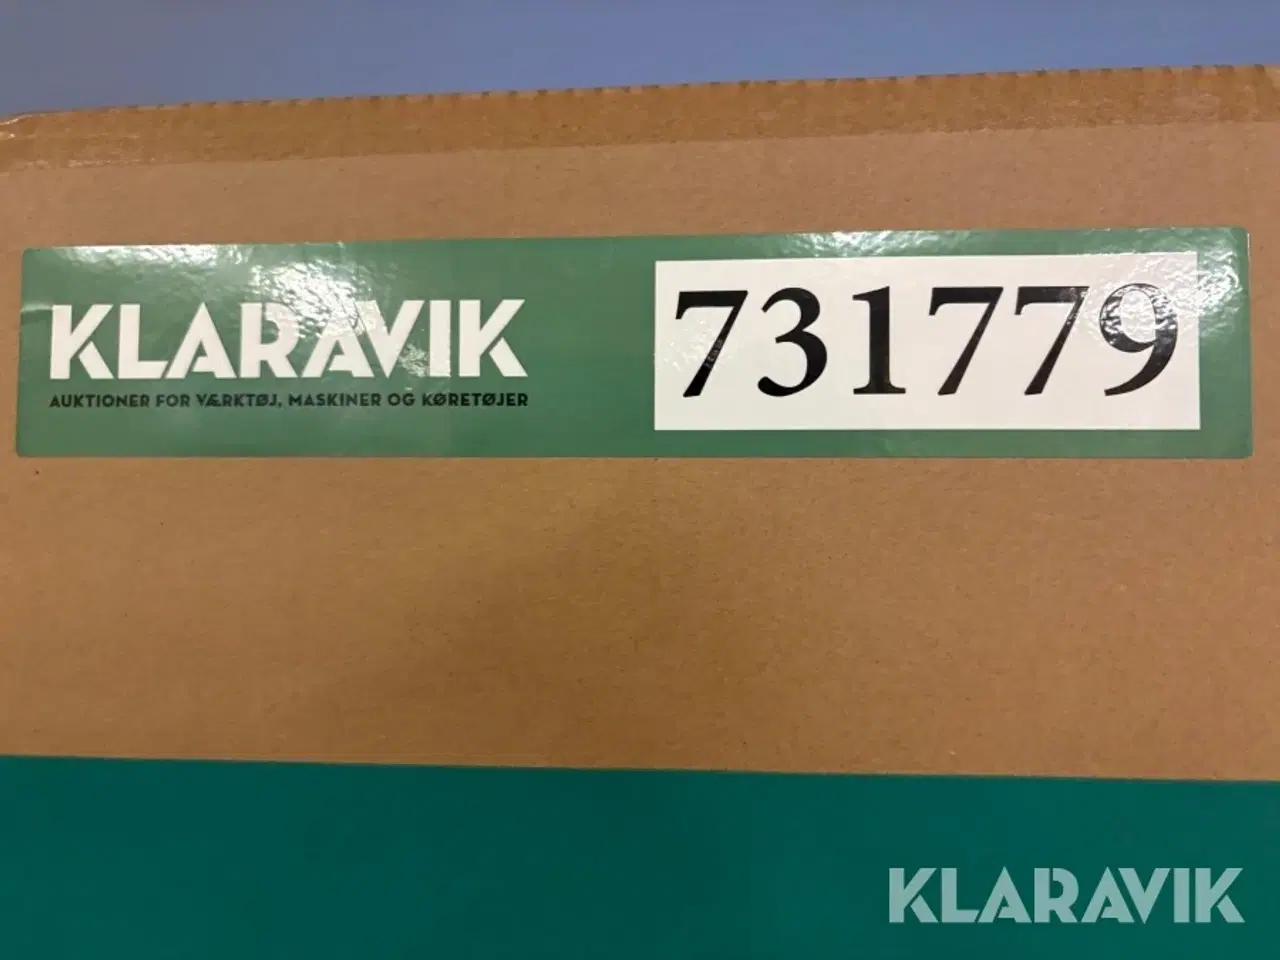 KLARAVIK
AUKTIONER FOR VÆRKTØJ, MASKINER OG KØRETØJER
731779
KLARAVIK